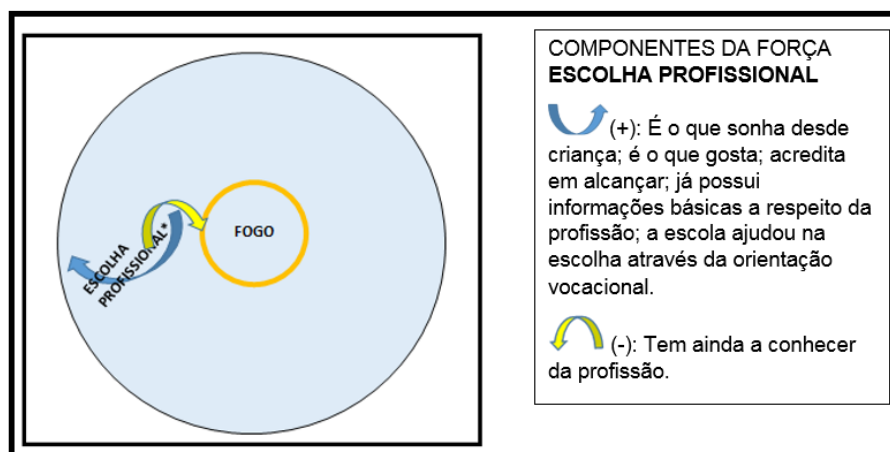 FOGO
ESCOLHA
PROFISSIONAL*
COMPONENTES DA FORÇA
ESCOLHA PROFISSIONAL
(+): É o que sonha desde
criança; é o que gosta; acredita
em alcançar; já possui
informações básicas a respeito da
profissão; a escola ajudou na
escolha através da orientação
vocacional.
(-): Tem ainda a conhecer
da profissão.